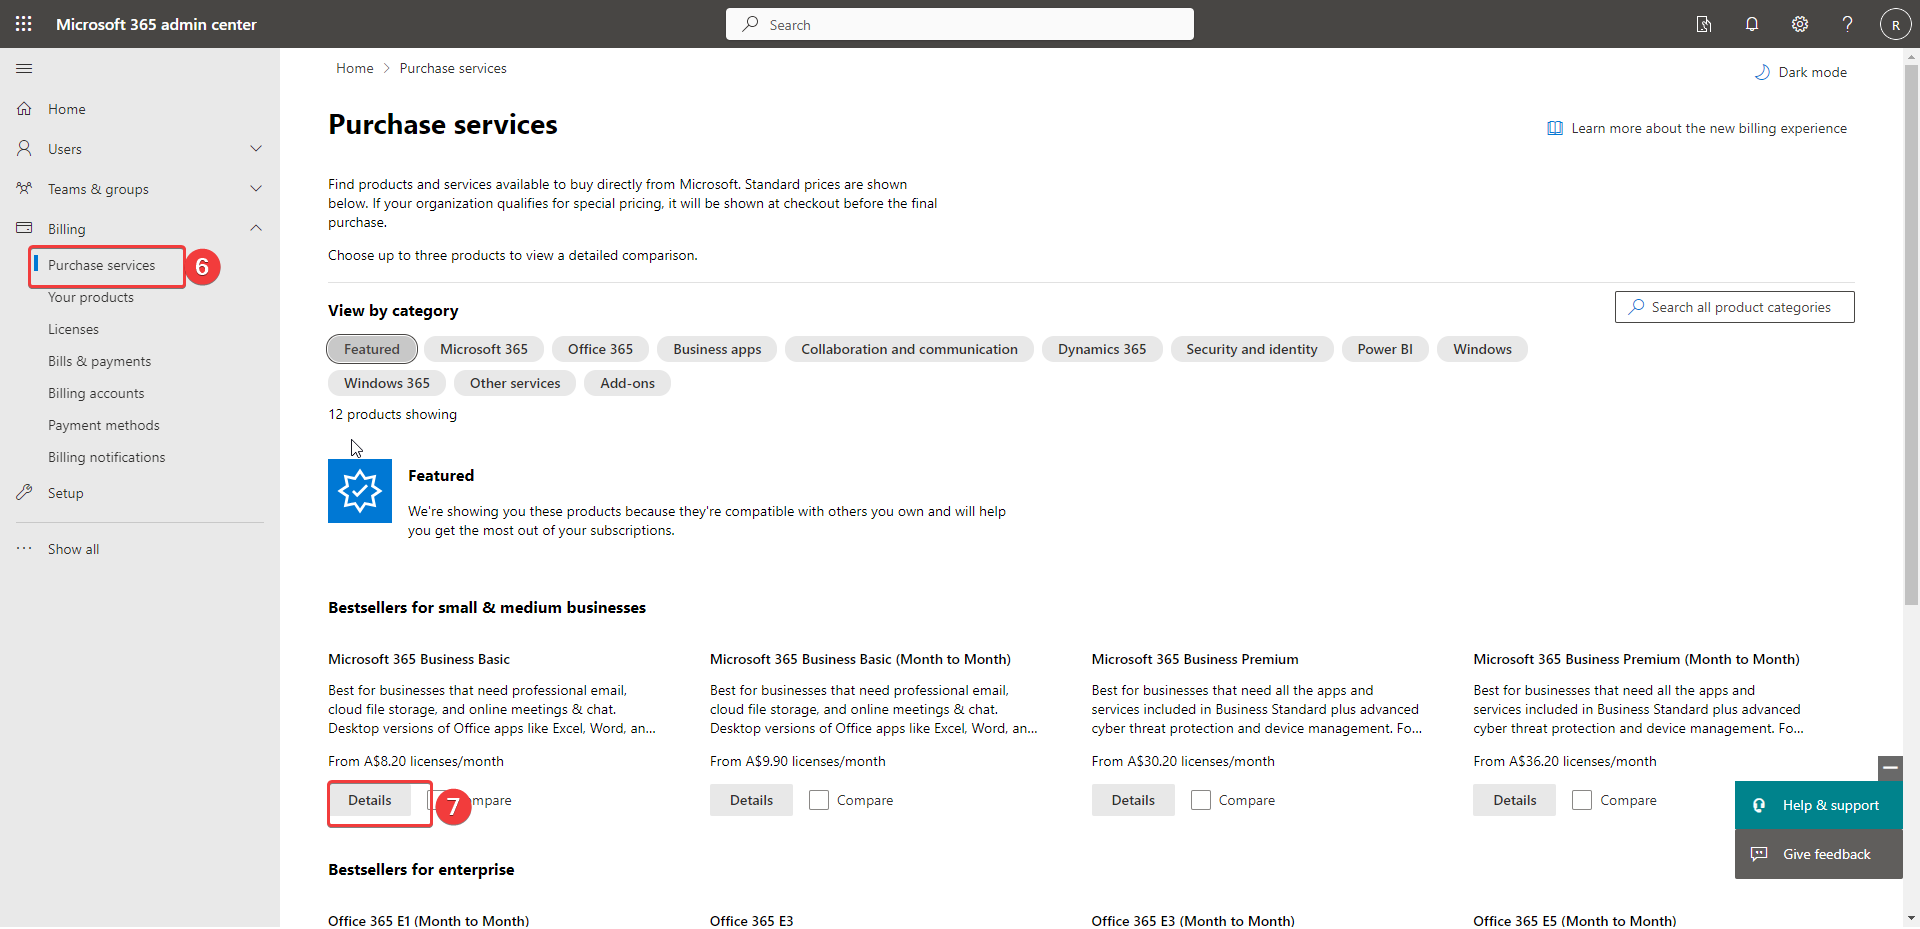 Microsoft 365 admin center
Search
R
Home > Purchase services
Dark mode
Home
Users
Teams & groups
Billing
Purchase services
6
Your products
Licenses
Bills & payments
Billing accounts
Payment methods
Billing notifications
Setup
Show all
Purchase services
Learn more about the new billing experience
Find products and services available to buy directly from Microsoft. Standard prices are shown
below. If your organization qualifies for special pricing, it will be shown at checkout before the final
purchase.
Choose up to three products to view a detailed comparison.
View by category
Search all product categories
Featured Microsoft 365 Office 365 Business apps Collaboration and communication Dynamics 365 Security and identity Power BI Windows
Windows 365 Other services Add-ons
12 products showing
Featured
We're showing you these products because they're compatible with others you own and will help
you get the most out of your subscriptions.
Bestsellers for small & medium businesses
Microsoft 365 Business Basic
Best for businesses that need professional email,
cloud file storage, and online meetings & chat.
Desktop versions of Office apps like Excel, Word, an...
From A$8.20 licenses/month
Details 7 mpare
Microsoft 365 Business Basic (Month to Month)
Best for businesses that need professional email,
cloud file storage, and online meetings & chat.
Desktop versions of Office apps like Excel, Word, an...
From A$9.90 licenses/month
Details Compare
Microsoft 365 Business Premium
Best for businesses that need all the apps and
services included in Business Standard plus advanced
cyber threat protection and device management. Fo...
From A$30.20 licenses/month
Details Compare
Microsoft 365 Business Premium (Month to Month)
Best for businesses that need all the apps and
services included in Business Standard plus advanced
cyber threat protection and device management. Fo...
From A$36.20 licenses/month
Details Compare
Help & support
Give feedback
Bestsellers for enterprise
Office 365 E1 (Month to Month)
Office 365 E3
Office 365 E3 (Month to Month)
Office 365 E5 (Month to Month)